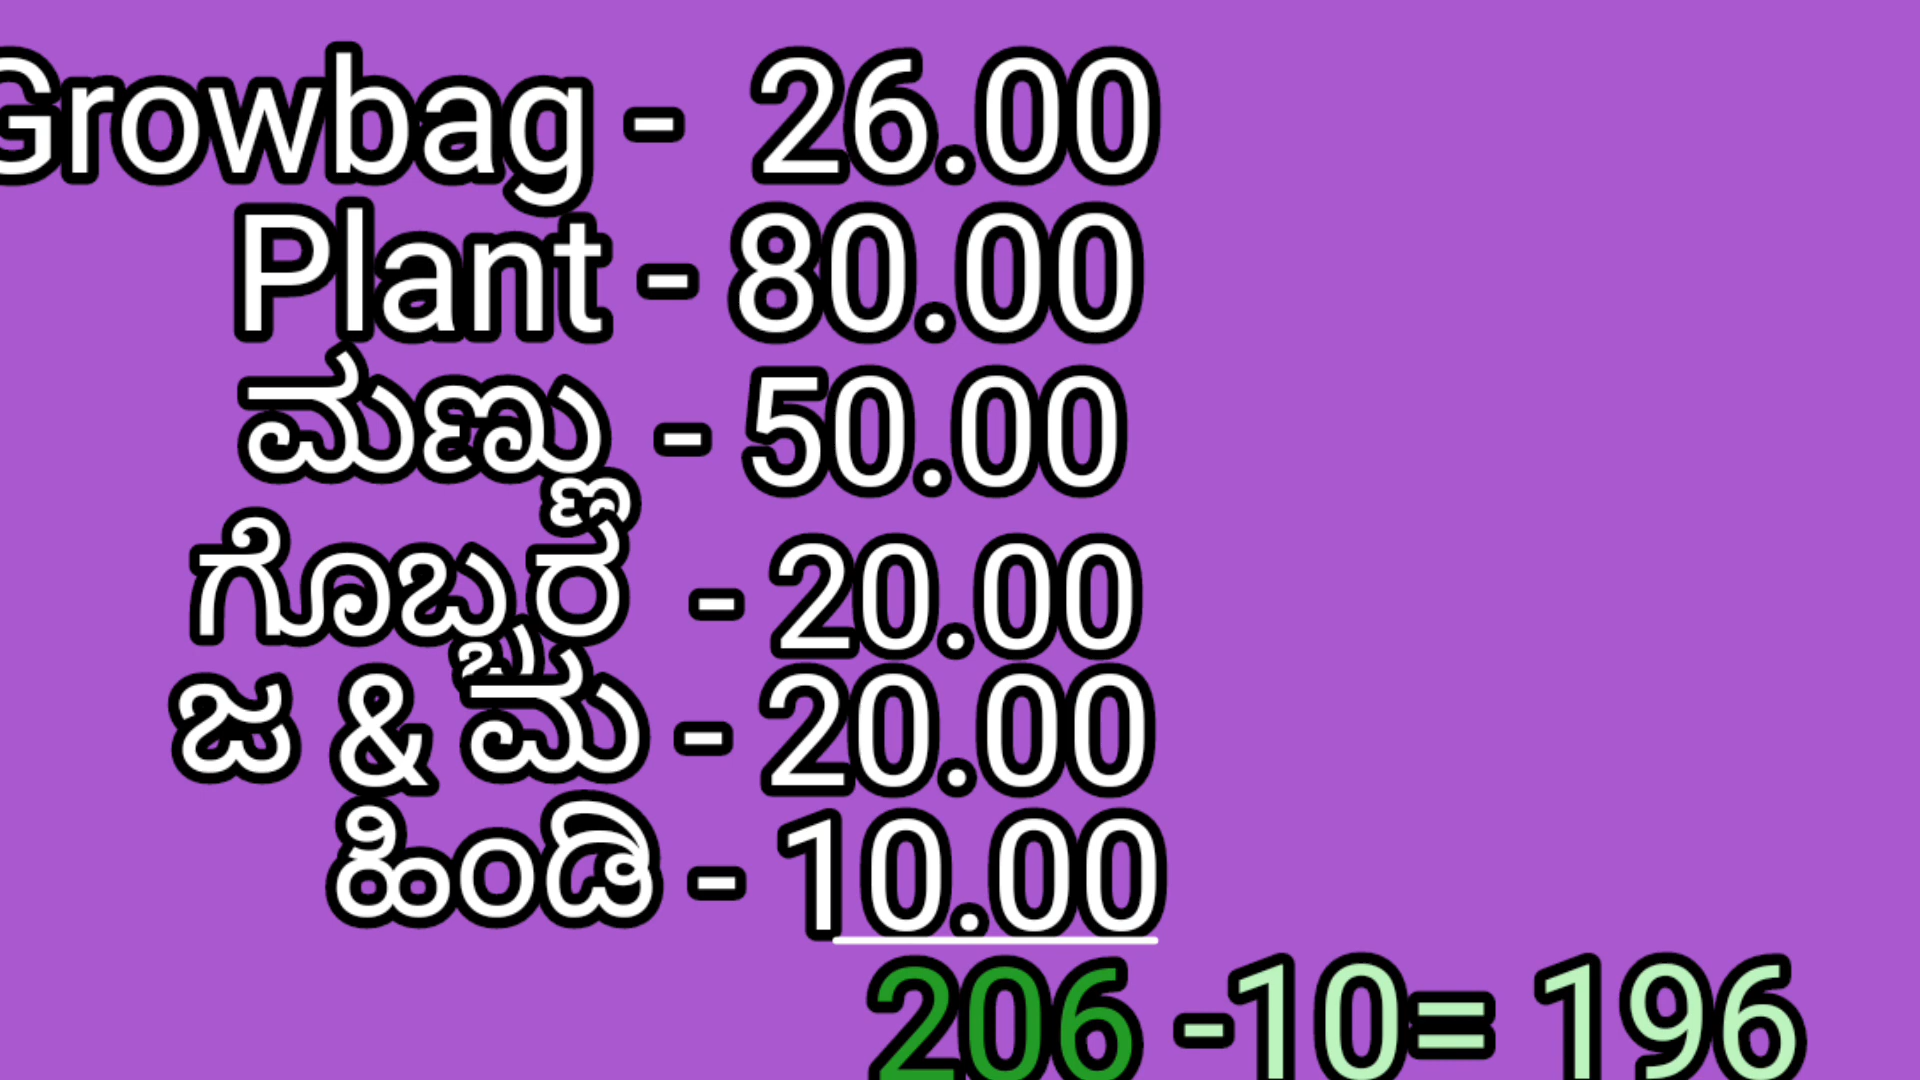 Growbag - 26.00
Plant - 80.00
ಮಣ್ಣು - 50.00
ಗೊಬ್ಬರ - 20.00
ಜ & ಮ - 20.00
ಹಿಂಡಿ - 10.00
206 -10= 196